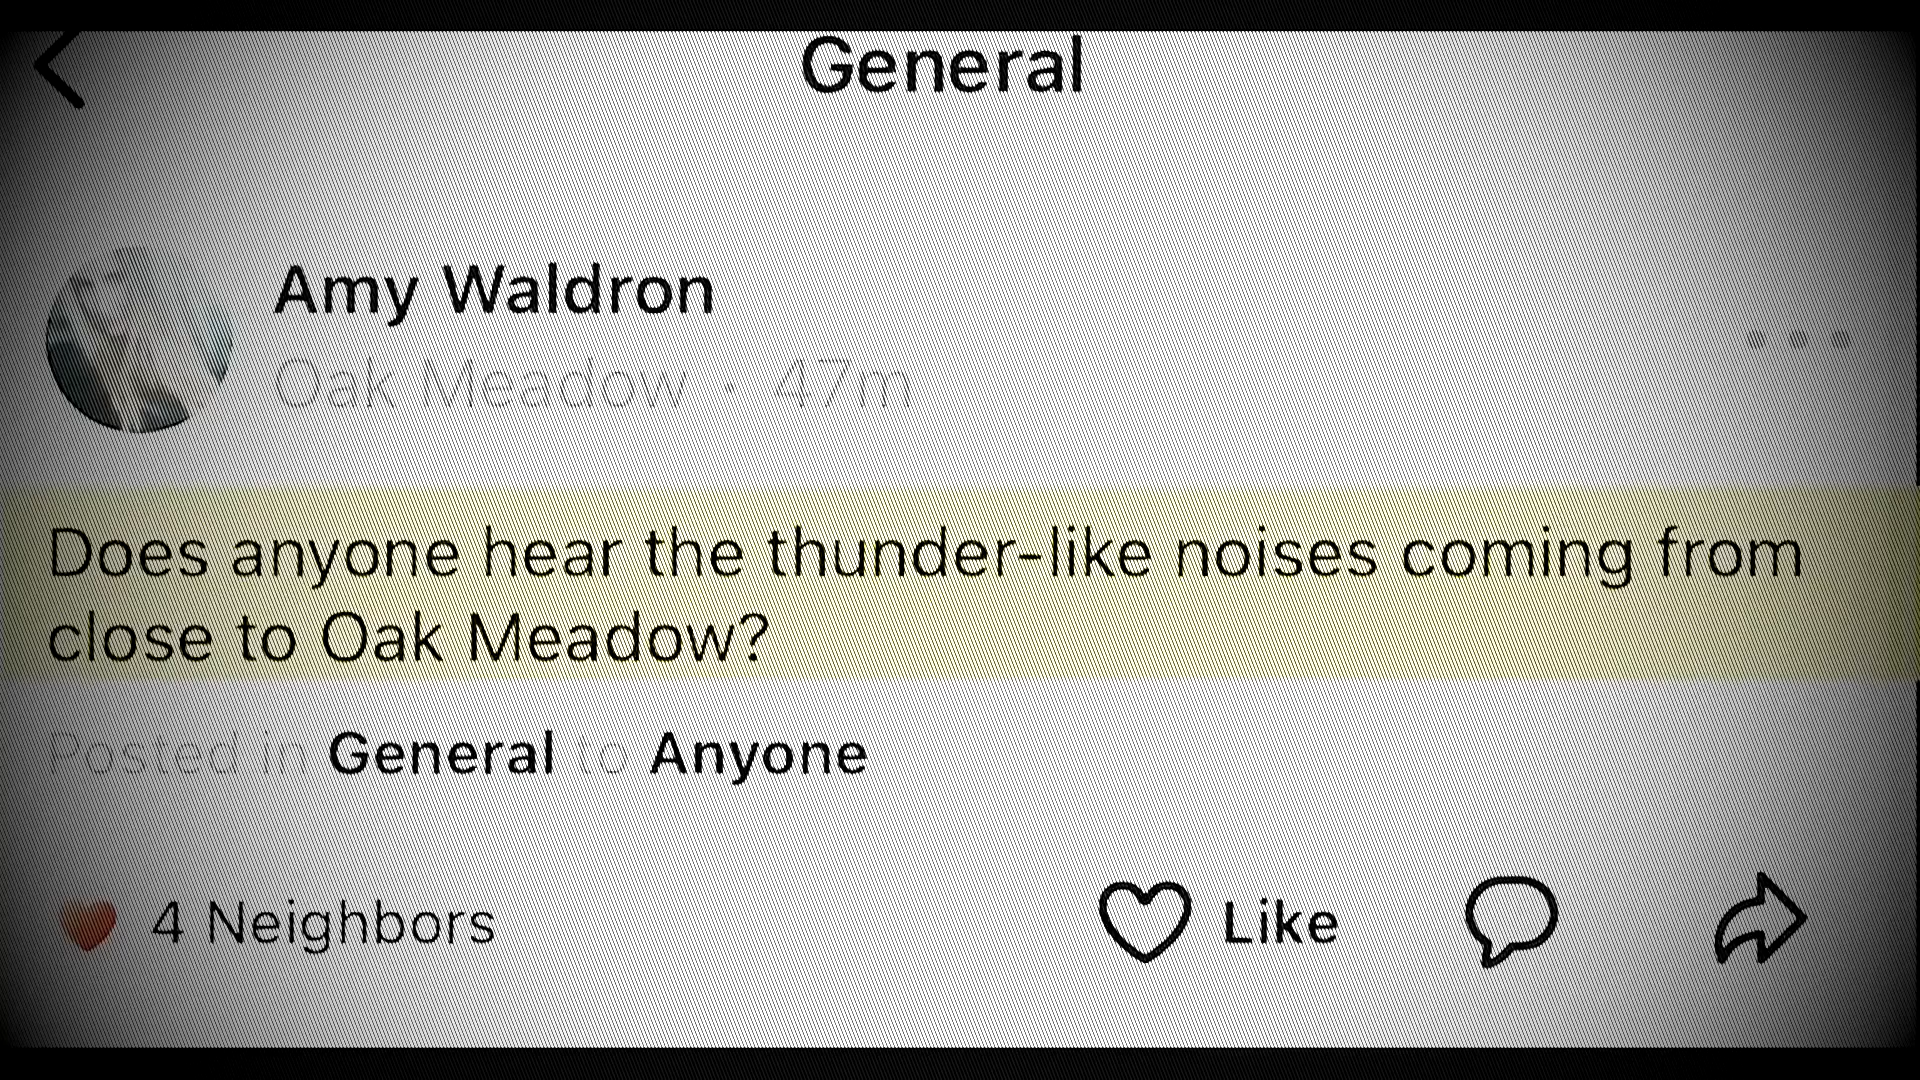 General
Amy Waldron
Oak Meadow · 47m
Does anyone hear the thunder-like noises coming from
close to Oak Meadow?
Posted in General to Anyone
4 Neighbors
Like